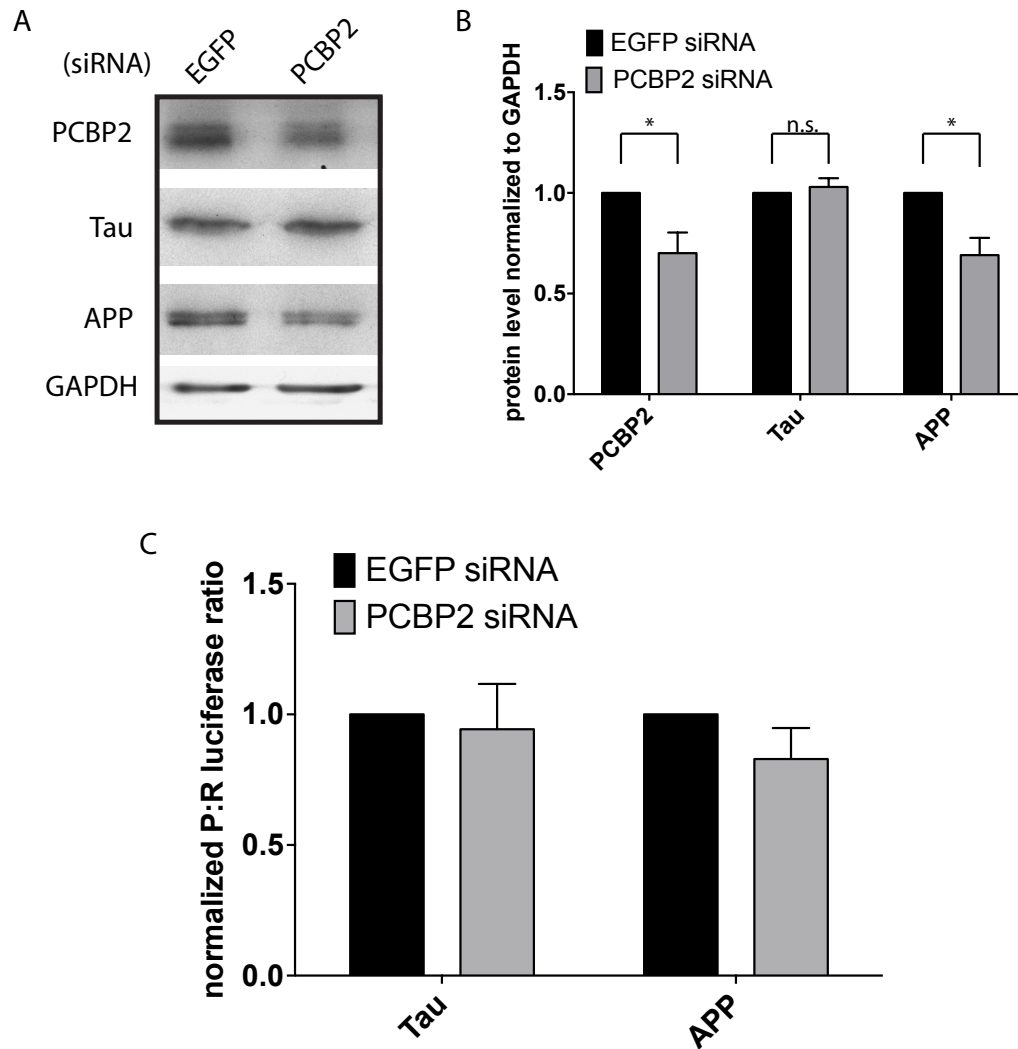 A
(siRNA) EGFP PCBP2
PCBP2
Tau
APP
GAPDH
B
EGFP siRNA
PCBP2 siRNA
protein level normalized to GAPDH
1.5
1.0
0.5
0.0
*
n.s.
*
PCBP2
Tau
APP
C
EGFP siRNA
PCBP2 siRNA
normalized P:R luciferase ratio
1.5
1.0
0.5
0.0
Tau
APP